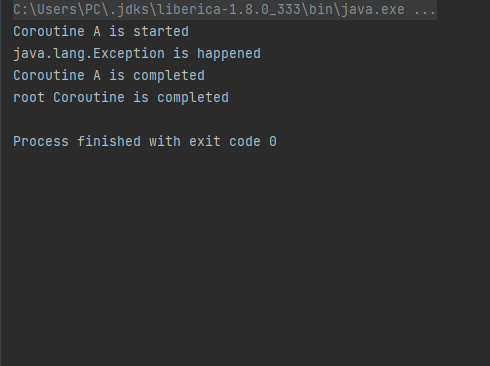 C:\Users\PC\.jdks\liberica-1.8.0_333\bin\java.exe ...
Coroutine A is started
java.lang.Exception is happened
Coroutine A is completed
root Coroutine is completed
Process finished with exit code 0